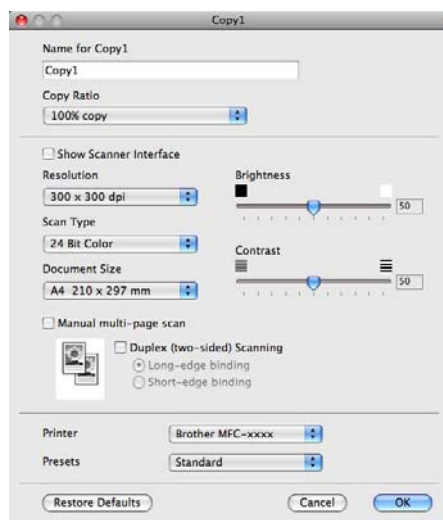 Copy1
Name for Copy1
Copy1
Copy Ratio
100% copy
Show Scanner Interface
Resolution
300 x 300 dpi
Scan Type
24 Bit Color
Document Size
A4 210 x 297 mm
Brightness
50
Contrast
50
Manual multi-page scan
Duplex (two-sided) Scanning
Long-edge binding
Short-edge binding
Printer
Brother MFC-xxxx
Presets
Standard
Restore Defaults
Cancel
OK